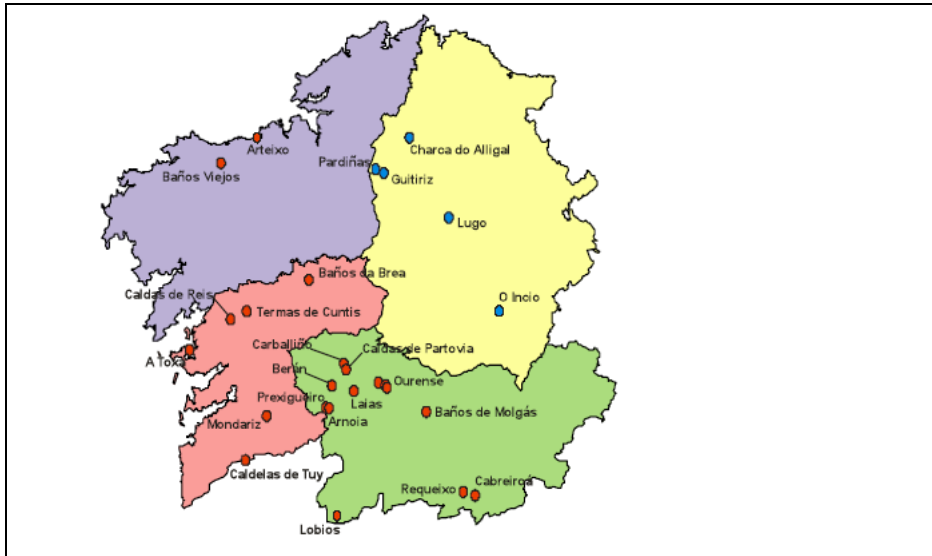 Arteixo
Charca do Alligal
Baños Viejos
Pardiñas
Guitiriz
Lugo
Baños da Brea
Caldas de Reis
O Incio
Termas de Cuntis
Carballiño
Caldas de Partovia
A Toxa
Berán
Ourense
Prexigueiro
Laias
Baños de Molgás
Mondariz
Arnoia
Caldelas de Tuy
Requeixo
Cabreiroá
Lobios